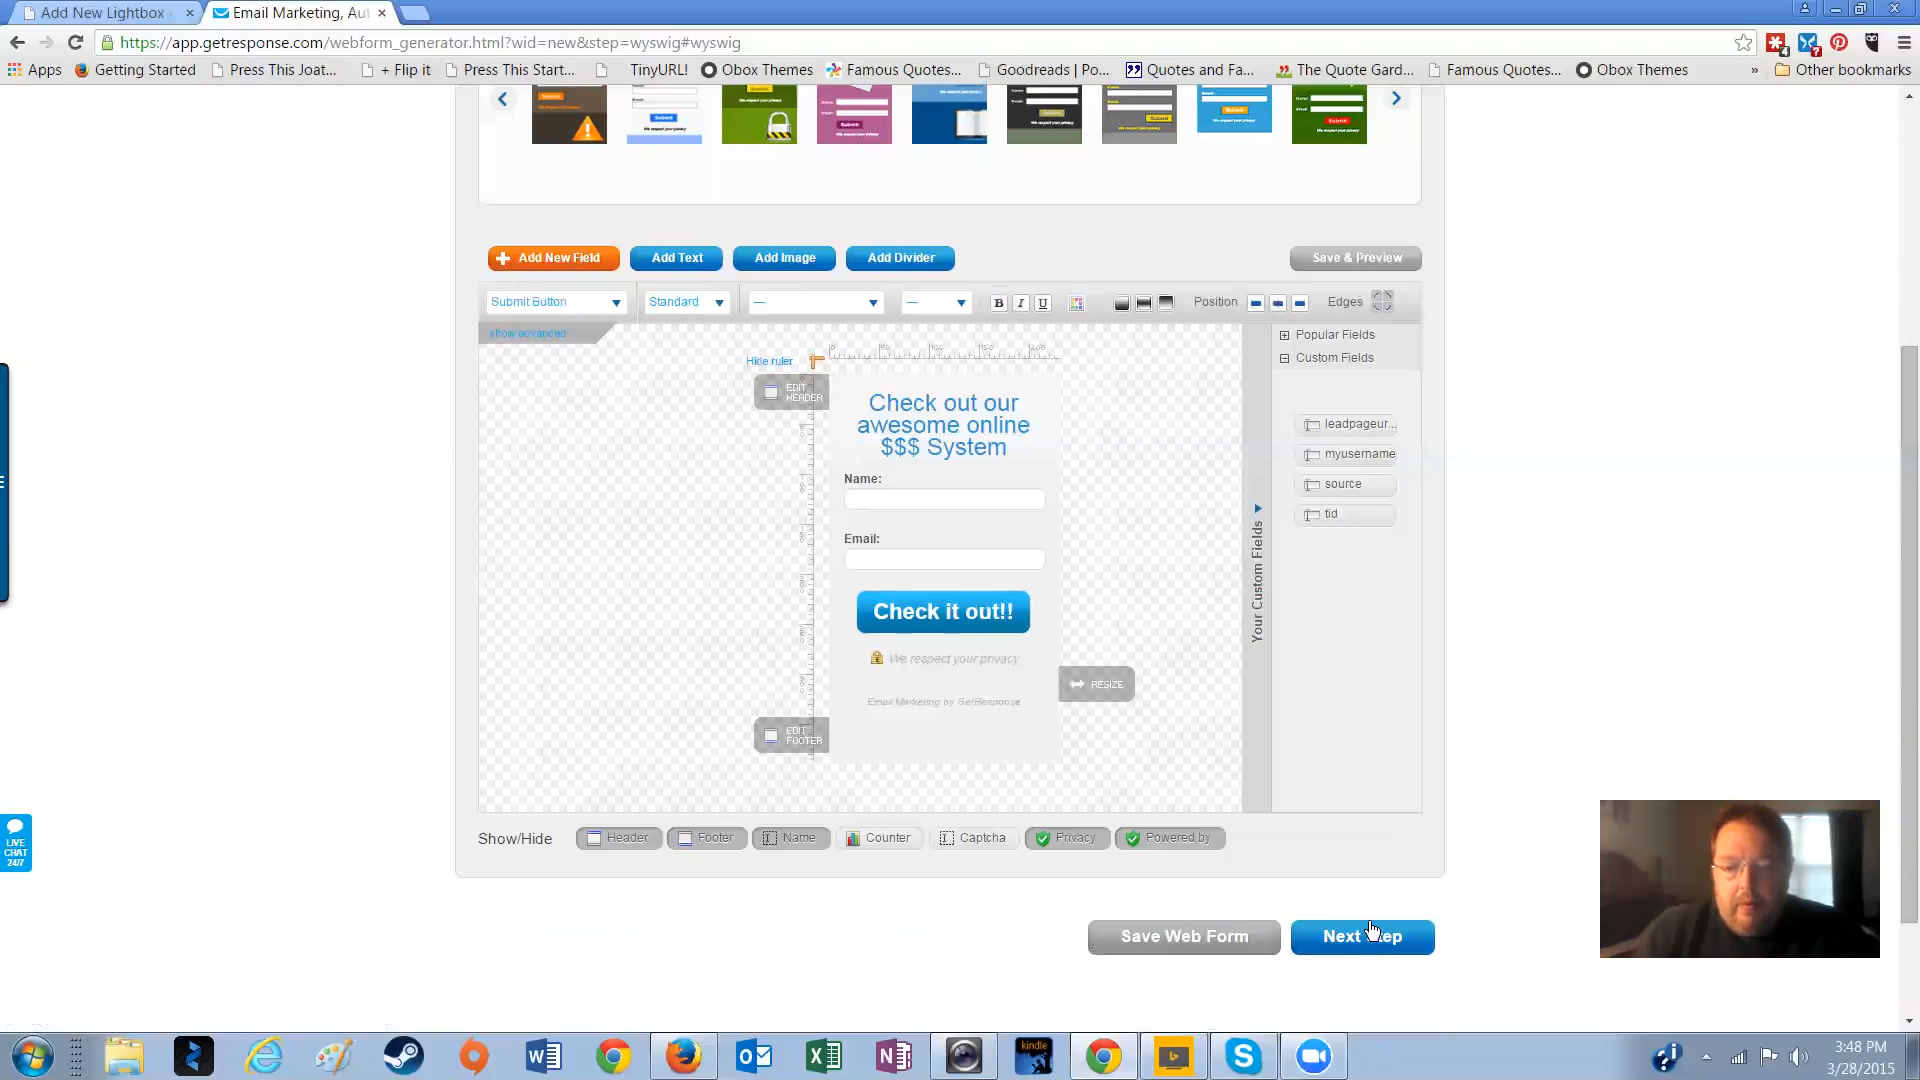 Add New Lightbox
Email Marketing, Aut
https://app.getresponse.com/webform_generator.html?wid=new&step=wyswig#wyswig
Apps
Getting Started
Press This Joat...
+ Flip it
Press This Start...
TinyURL!
Obox Themes
Famous Quotes...
Goodreads | Po...
Quotes and Fa...
The Quote Gard...
Famous Quotes...
Obox Themes
»
Other bookmarks
Add New Field
Add Text
Add Image
Add Divider
Save & Preview
Submit Button
Standard
—
—
B
I
U
Position
Edges
show advanced
Hide ruler
EDIT HEADER
Check out our
awesome online
$$$ System
Name:
Email:
Check it out!!
We respect your privacy
RESIZE
Email Marketing by GetResponse
EDIT FOOTER
Your Custom Fields
Popular Fields
Custom Fields
leadpageur...
myusername
source
tid
Show/Hide
Header
Footer
Name
Counter
Captcha
Privacy
Powered by
LIVE
CHAT
24/7
Save Web Form
Next Step
kindle
3:48 PM
3/28/2015